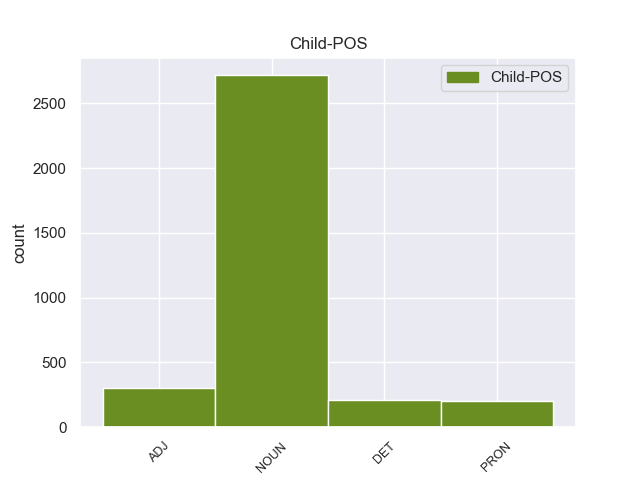 Child-POS
Child-POS
2500
2000
1500
1000
500
0
count
ADJ
NOUN
DET
PRON